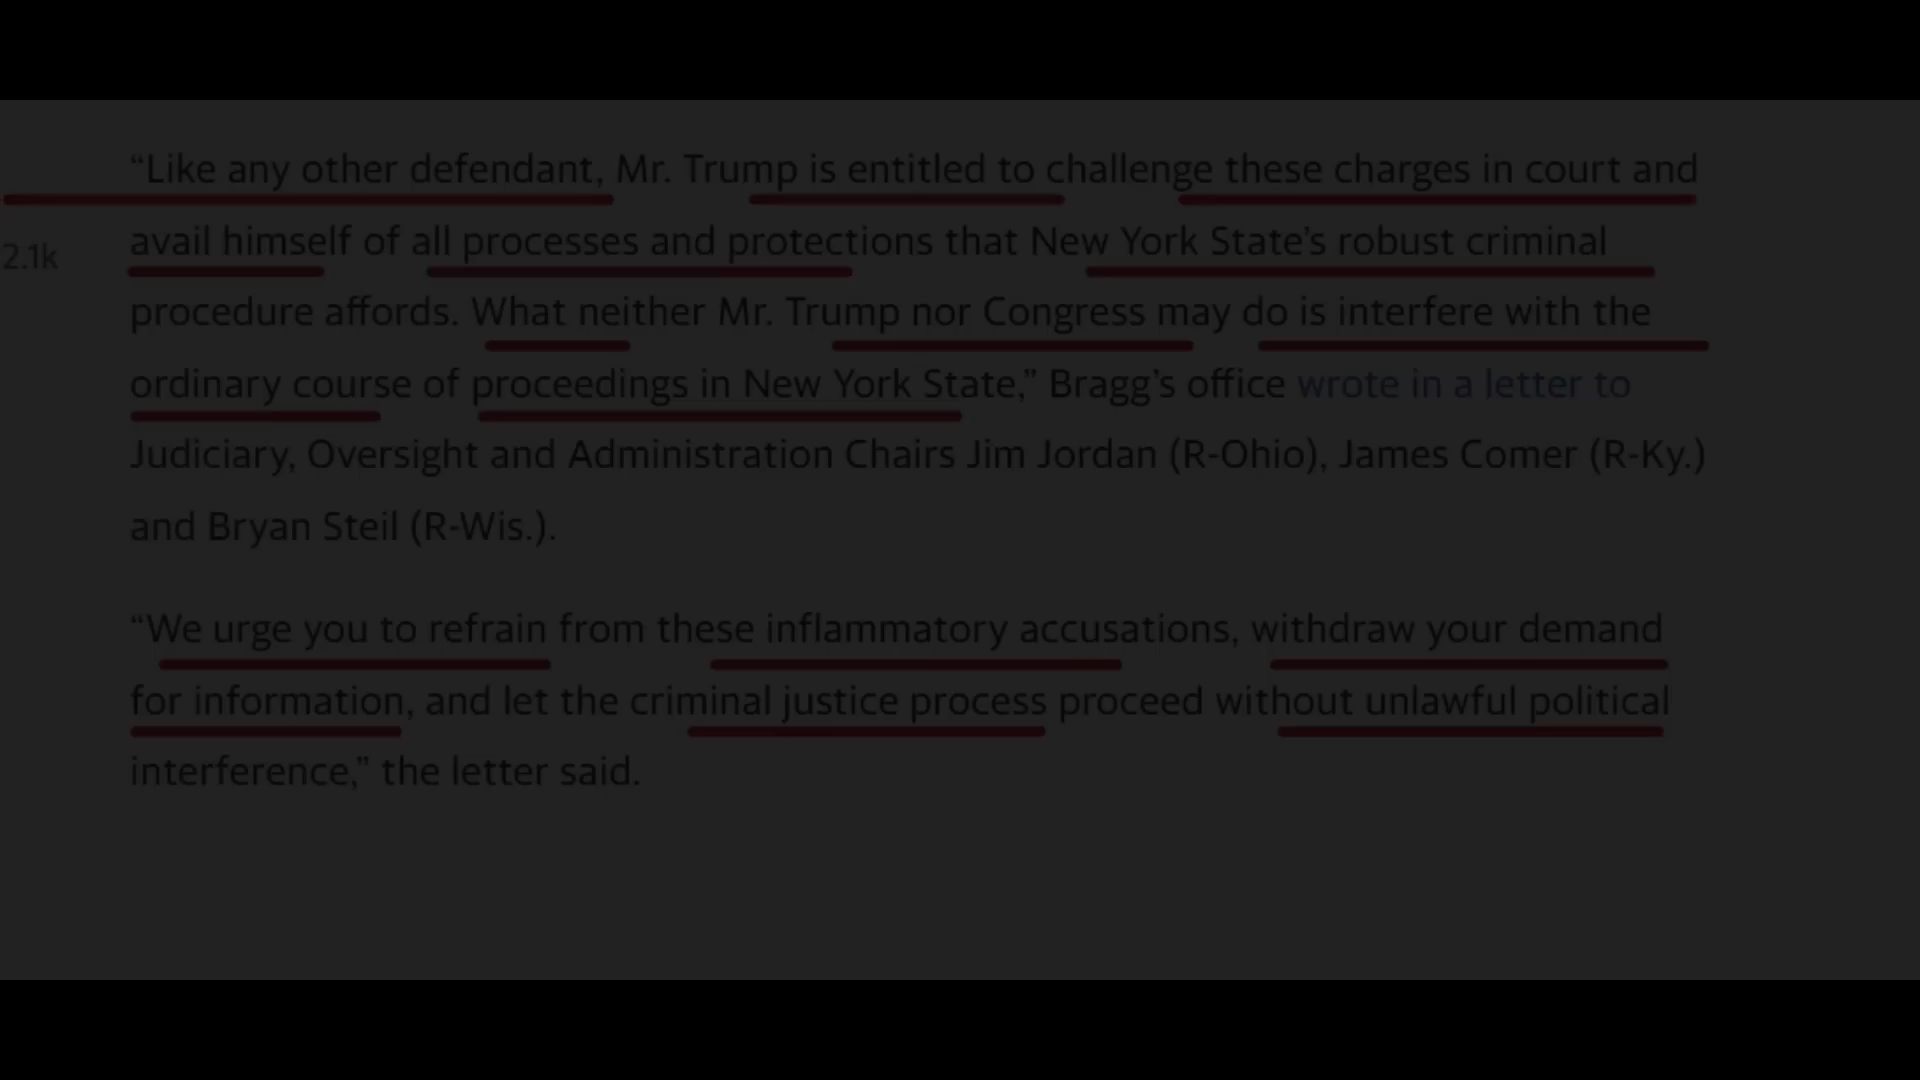 “Like any other defendant, Mr. Trump is entitled to challenge these charges in court and
avail himself of all processes and protections that New York State’s robust criminal
2.1k
procedure affords. What neither Mr. Trump nor Congress may do is interfere with the
ordinary course of proceedings in New York State,” Bragg’s office wrote in a letter to
Judiciary, Oversight and Administration Chairs Jim Jordan (R-Ohio), James Comer (R-Ky.)
and Bryan Steil (R-Wis.).
“We urge you to refrain from these inflammatory accusations, withdraw your demand
for information, and let the criminal justice process proceed without unlawful political
interference,” the letter said.